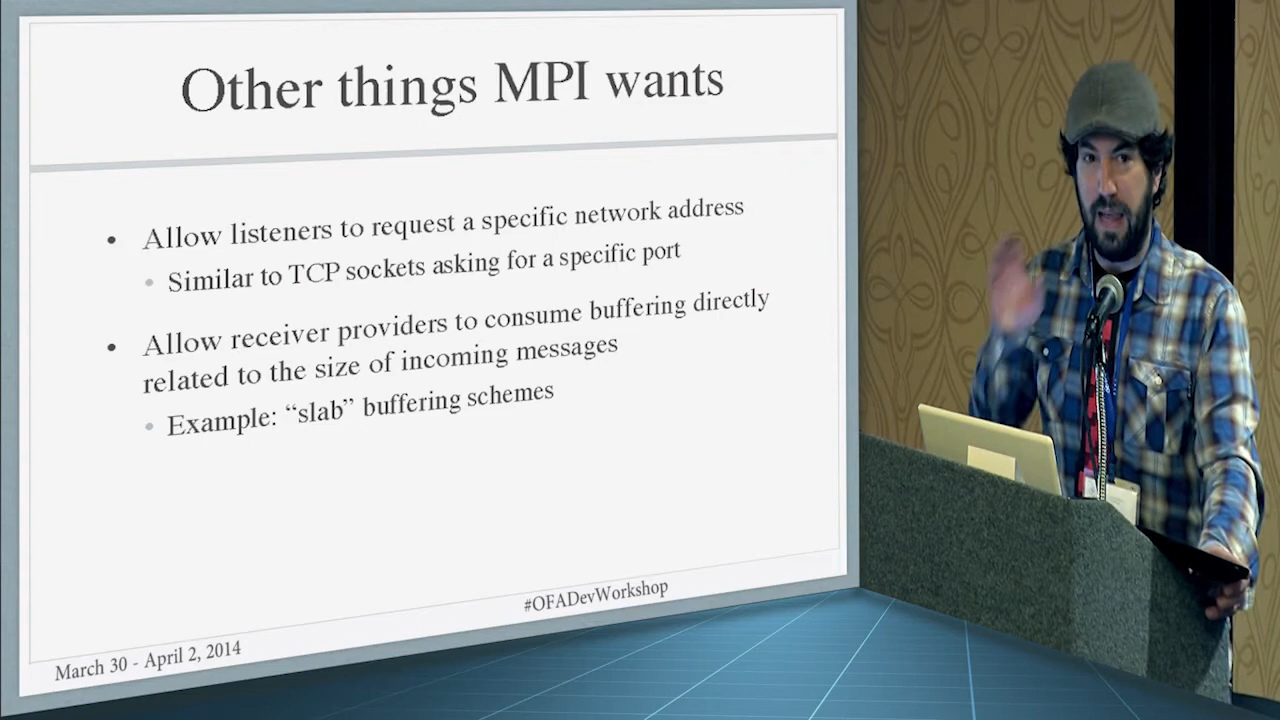 Other things MPI wants
• Allow listeners to request a specific network address
• Similar to TCP sockets asking for a specific port
• Allow receiver providers to consume buffering directly
related to the size of incoming messages
• Example: “slab” buffering schemes
#OFADevWorkshop
March 30 - April 2, 2014